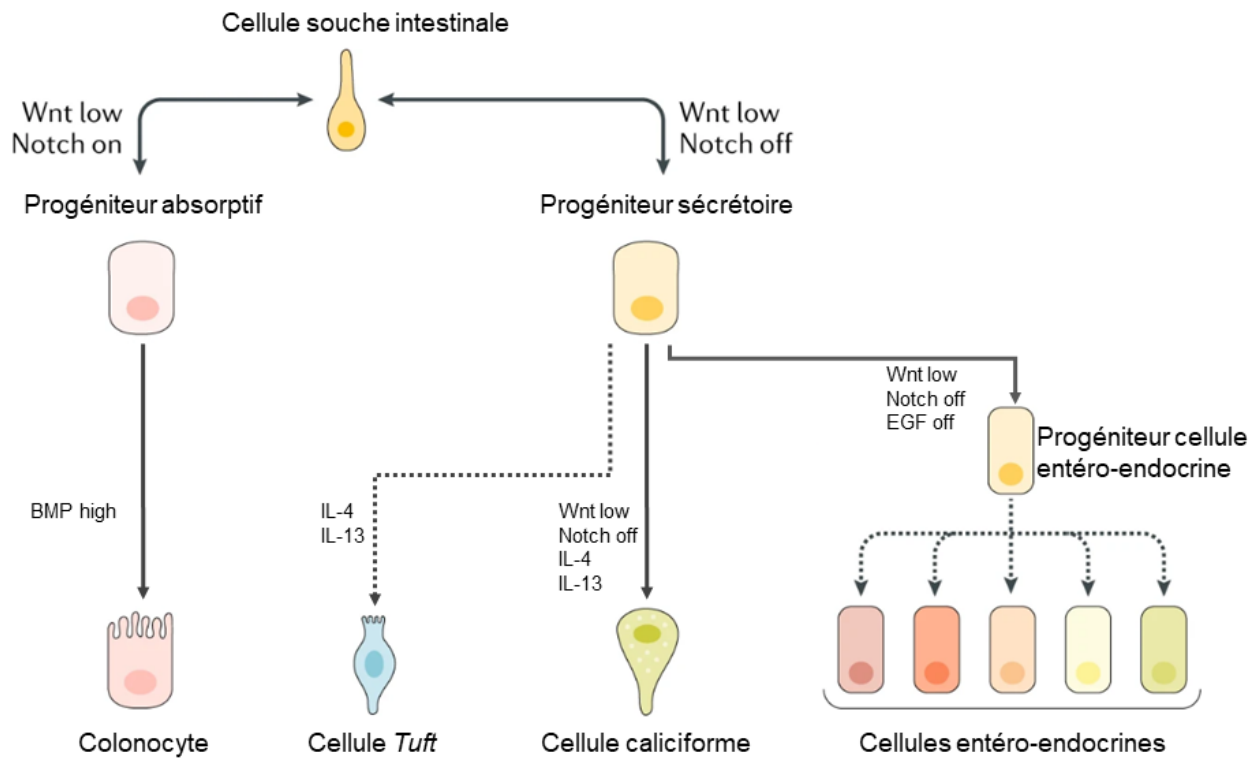 Cellule souche intestinale
Wnt low
Notch on
Wnt low
Notch off
Progéniteur absorptif
Progéniteur sécrétoire
Wnt low
Notch off
EGF off
Progéniteur cellule
entéro-endocrine
BMP high
IL-4
IL-13
Wnt low
Notch off
IL-4
IL-13
Colonocyte
Cellule Tuft
Cellule caliciforme
Cellules entéro-endocrines